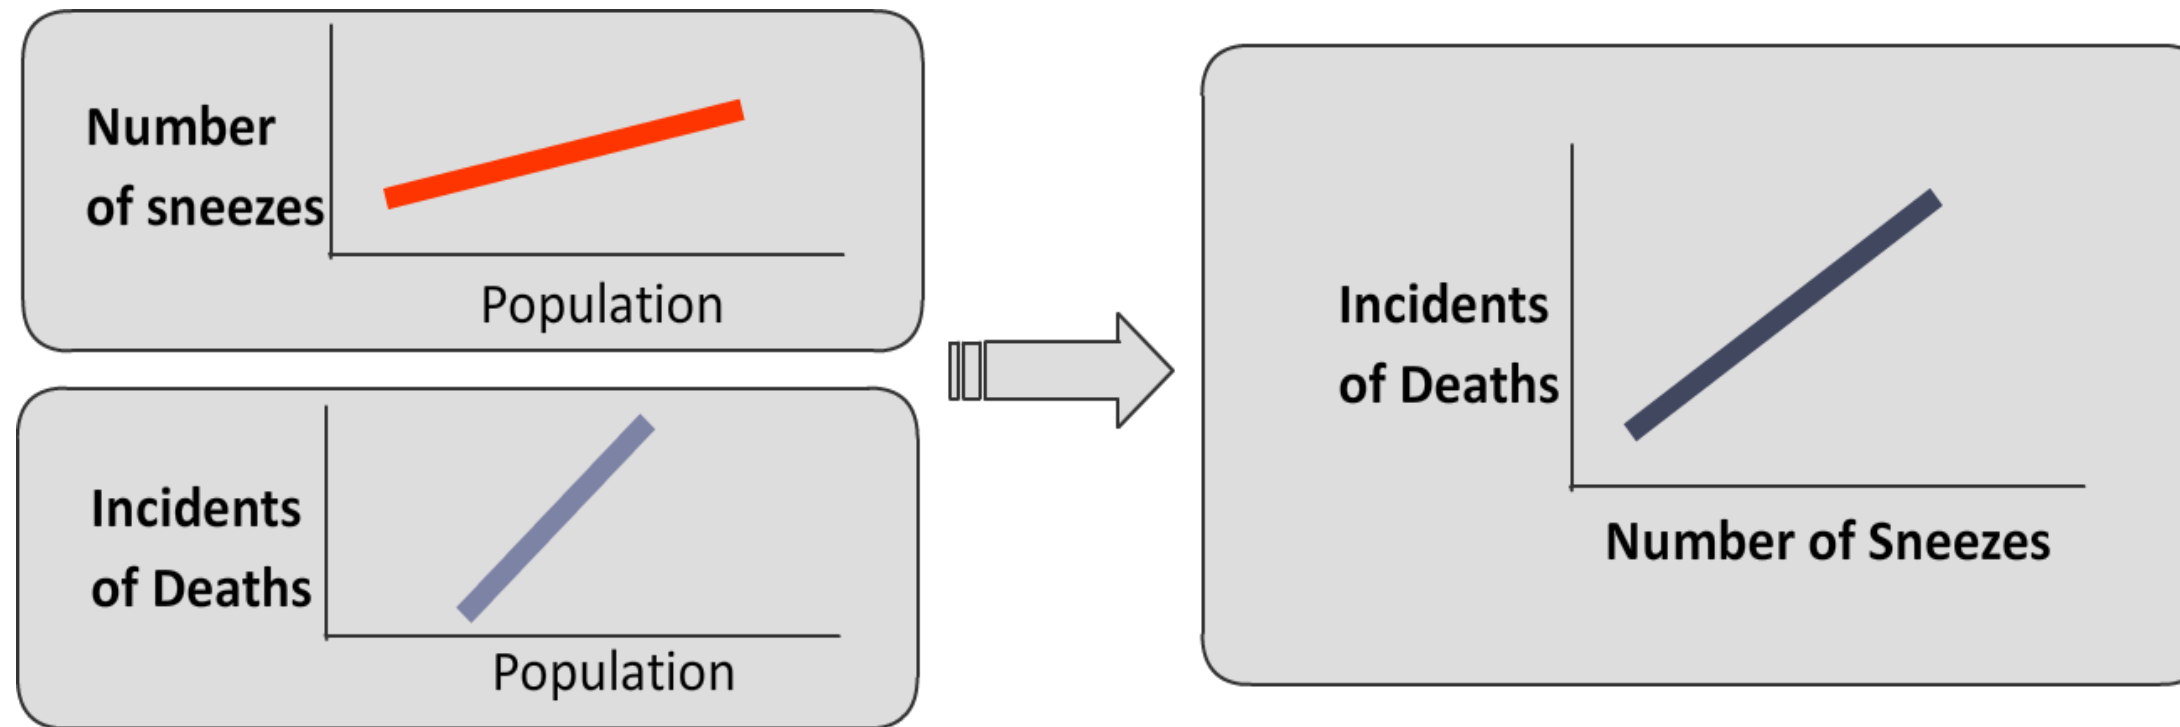 Number
of sneezes
Population
Incidents
of Deaths
Population
Incidents
of Deaths
Number of Sneezes